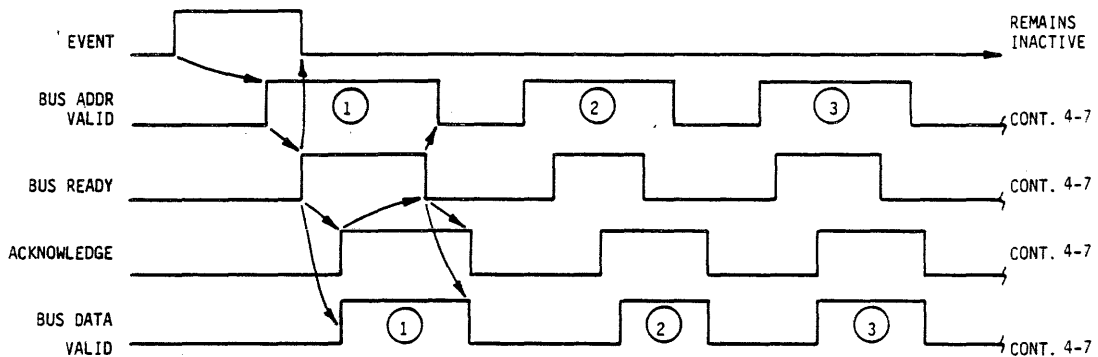 EVENT
REMAINS
INACTIVE
BUS ADDR
VALID
1
2
3
CONT. 4-7
BUS READY
CONT. 4-7
ACKNOWLEDGE
CONT. 4-7
BUS DATA
VALID
1
2
3
CONT. 4-7